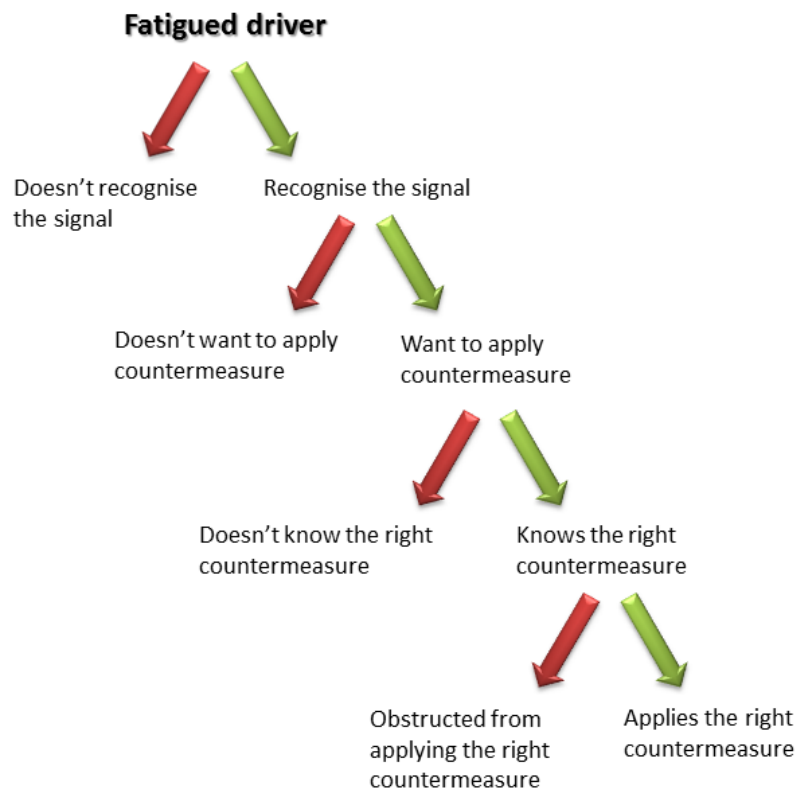 Fatigued driver
Doesn’t recognise
the signal
Recognise the signal
Doesn’t want to apply
countermeasure
Want to apply
countermeasure
Doesn’t know the right
countermeasure
Knows the right
countermeasure
Obstructed from
applying the right
countermeasure
Applies the right
countermeasure